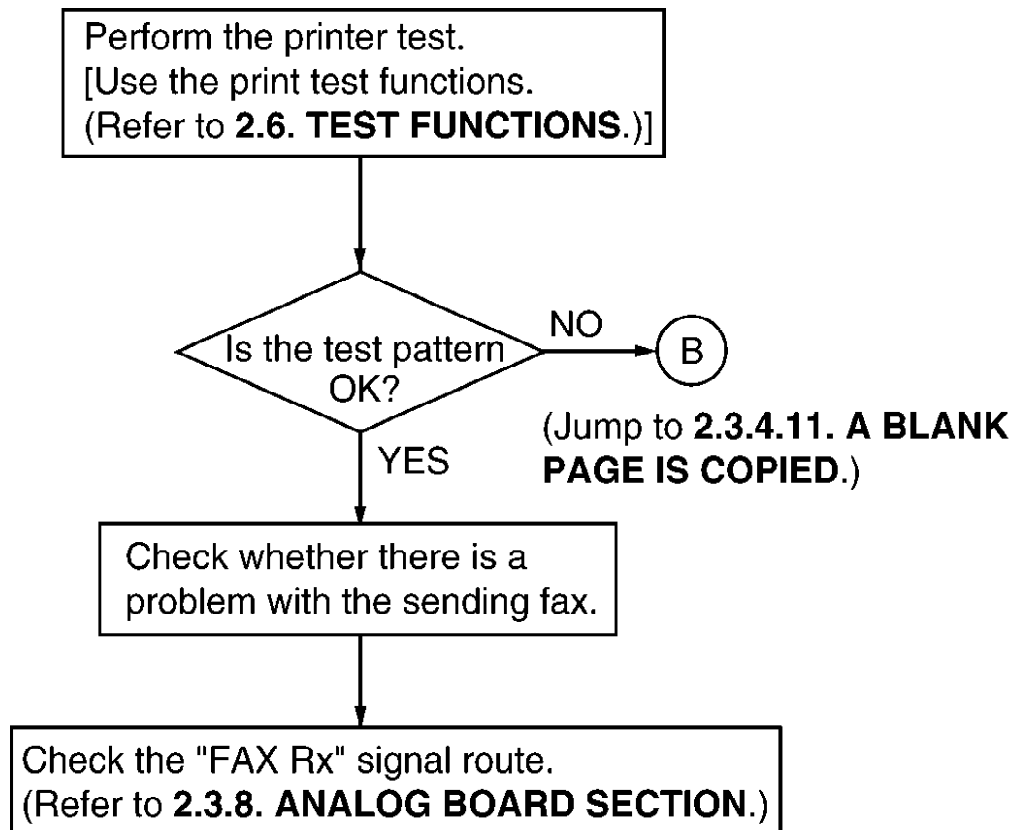 Perform the printer test.
[Use the print test functions.
(Refer to 2.6. TEST FUNCTIONS.)]
Is the test pattern
OK?
NO
B
(Jump to 2.3.4.11. A BLANK
PAGE IS COPIED.)
YES
Check whether there is a
problem with the sending fax.
Check the "FAX Rx" signal route.
(Refer to 2.3.8. ANALOG BOARD SECTION.)